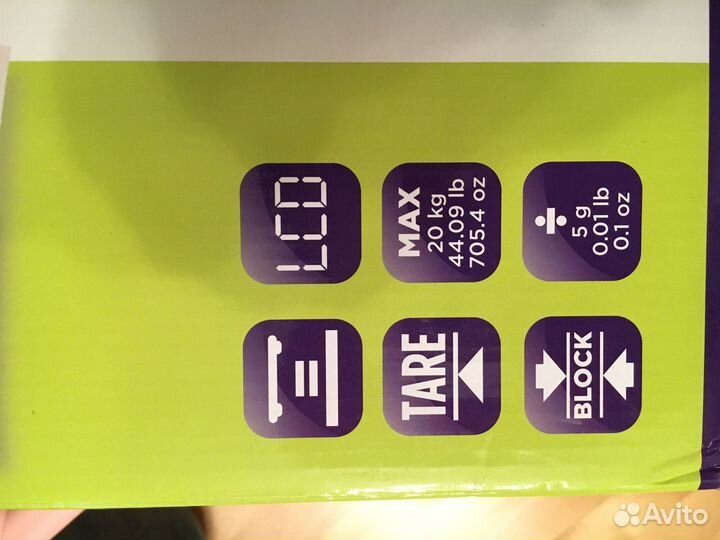 LCD
MAX
20 kg
44.09 lb
705.4 oz
÷
5 g
0.01 lb
0.1 oz
TARE
BLOCK
Avito